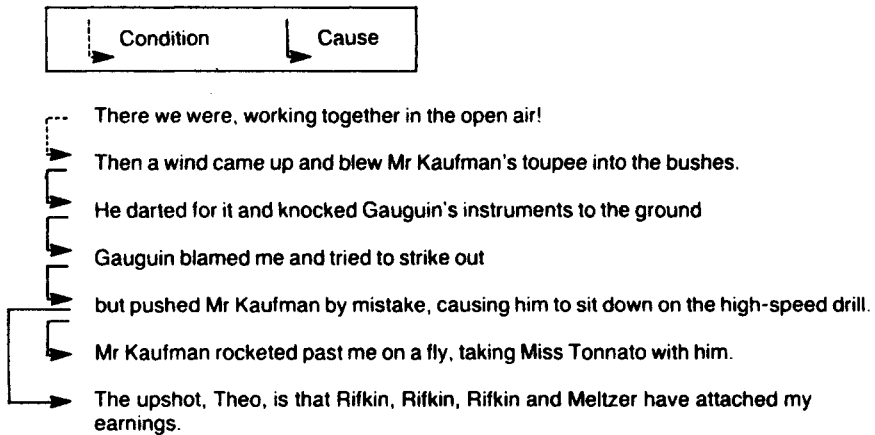 Condition Cause
There we were, working together in the open air!
Then a wind came up and blew Mr Kaufman's toupee into the bushes.
He darted for it and knocked Gauguin's instruments to the ground
Gauguin blamed me and tried to strike out
but pushed Mr Kaufman by mistake, causing him to sit down on the high-speed drill.
Mr Kaufman rocketed past me on a fly, taking Miss Tonnato with him.
The upshot, Theo, is that Rifkin, Rifkin, Rifkin and Meltzer have attached my
earnings.